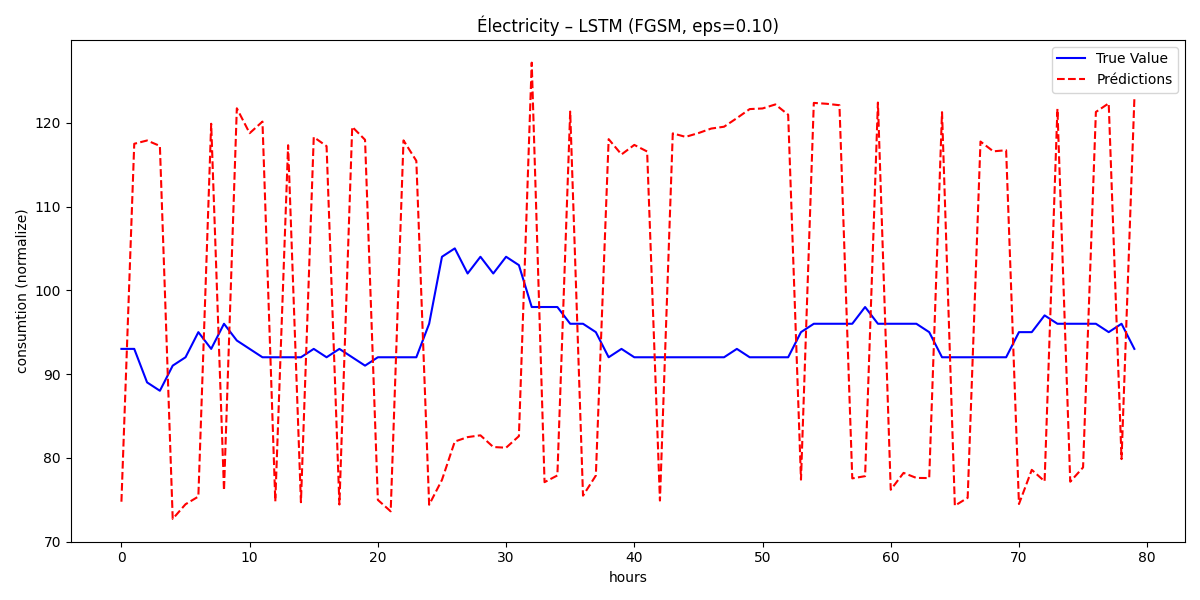 Électricity – LSTM (FGSM, eps=0.10)
True Value
Prédictions
consumtion (normalize)
120
110
100
90
80
70
0 10 20 30 40 50 60 70 80
hours